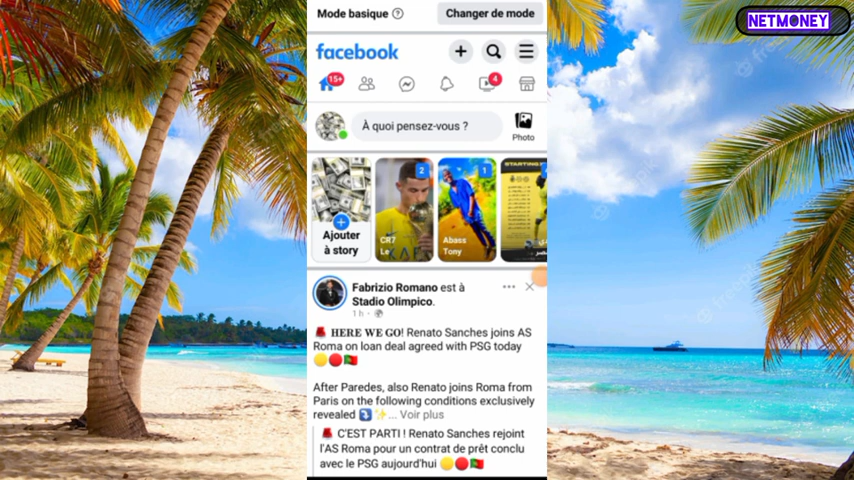 NETMONEY
Mode basique
Changer de mode
facebook
15+
4
À quoi pensez-vous ?
Photo
2
1
STARTING
Ajouter
à story
CR7
Le
Abass
Tony
Fabrizio Romano est à
Stadio Olimpico.
1 h
🚨 HERE WE GO! Renato Sanches joins AS
Roma on loan deal agreed with PSG today
🟡🔴🇵🇹
After Paredes, also Renato joins Roma from
Paris on the following conditions exclusively
revealed ⤵️✨... Voir plus
🚨 C'EST PARTI ! Renato Sanches rejoint
l'AS Roma pour un contrat de prêt conclu
avec le PSG aujourd'hui 🟡🔴🇵🇹